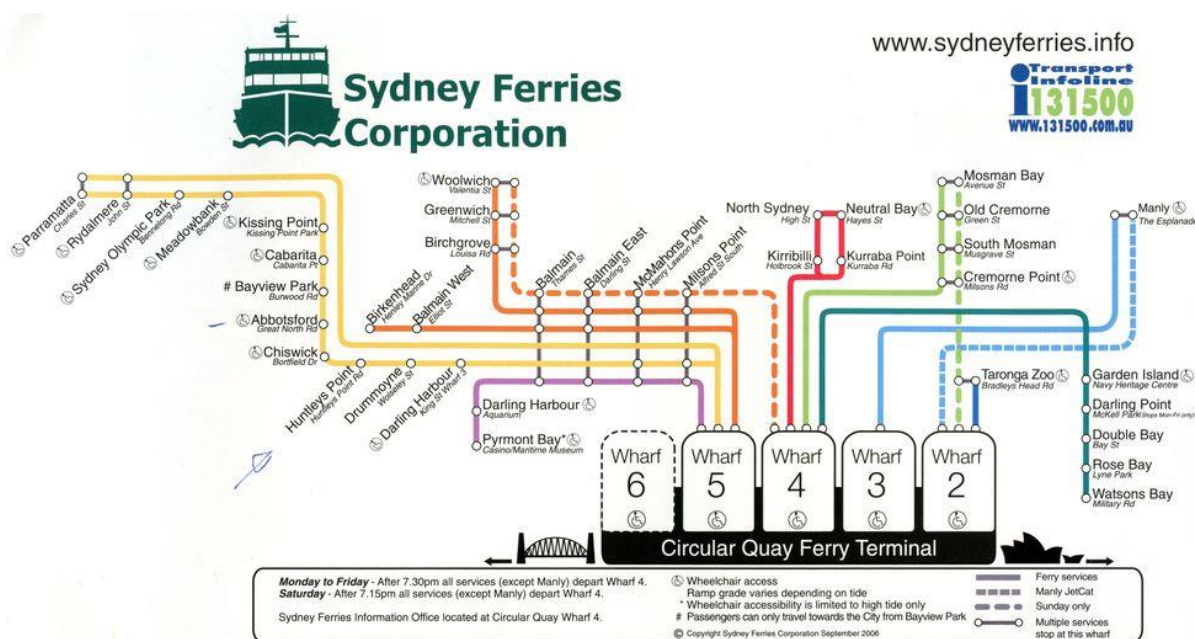 www.sydneyferries.info
Sydney Ferries
Corporation
Transport
Infoline
131500
www.131500.com.au
Parramatta
Charles St
Rydalmere
John St
Sydney Olympic Park
Bennelong Rd
Meadowbank
Bowden St
Kissing Point
Kissing Point Park
Cabarita
Cabarita Pt
# Bayview Park
Burwood Rd
Abbotsford
Great North Rd
Chiswick
Bortfield Dr
Huntleys Point
Huntleys Point Rd
Drummoyne
Wolseley St
Darling Harbour
King St Wharf 3
Birkenhead
Henley Marine Dr
Balmain West
Elliot St
Woolwich
Valentia St
Greenwich
Mitchell St
Birchgrove
Louisa Rd
Balmain
Thames St
Balmain East
Darling St
McMahons Point
Henry Lawson Ave
Milsons Point
Alfred St South
Darling Harbour
Aquarium
Pyrmont Bay*
Casino/Maritime Museum
North Sydney
High St
Neutral Bay
Hayes St
Kirribilli
Holbrook St
Kurraba Point
Kurraba Rd
Mosman Bay
Avenue St
Old Cremorne
Green St
South Mosman
Musgrave St
Cremorne Point
Milsons Rd
Manly
The Esplanade
Taronga Zoo
Bradleys Head Rd
Garden Island
Navy Heritage Centre
Darling Point
McKell Park (Stops Mon-Fri only)
Double Bay
Bay St
Rose Bay
Lyne Park
Watsons Bay
Military Rd
Wharf
6
Wharf
5
Wharf
4
Wharf
3
Wharf
2
Circular Quay Ferry Terminal
Monday to Friday - After 7.30pm all services (except Manly) depart Wharf 4.
Saturday - After 7.15pm all services (except Manly) depart Wharf 4.
Sydney Ferries Information Office located at Circular Quay Wharf 4.
Wheelchair access
Ramp grade varies depending on tide
* Wheelchair accessibility is limited to high tide only
# Passengers can only travel towards the City from Bayview Park
© Copyright Sydney Ferries Corporation September 2006
Ferry services
Manly JetCat
Sunday only
Multiple services
stop at this wharf